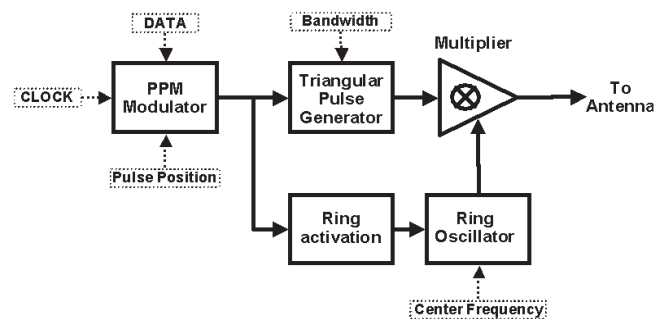 DATA
Bandwidth
Multiplier
CLOCK
PPM
Modulator
Triangular
Pulse
Generator
To
Antenna
Pulse Position
Ring
activation
Ring
Oscillator
Center Frequency